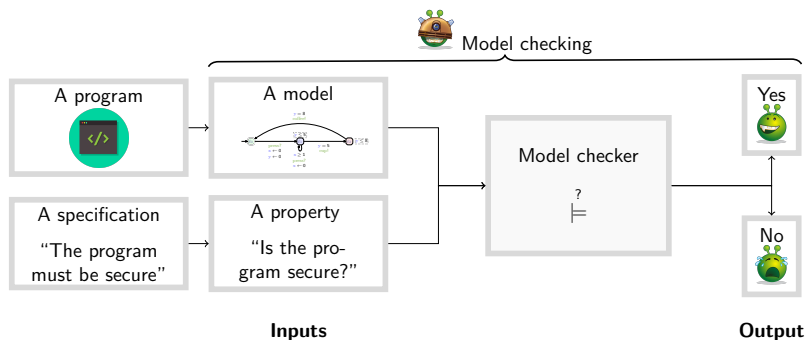 Model checking
A program
</>
A model
Yes
Model checker
?
⊨
A specification
“The program
must be secure”
A property
“Is the pro-
gram secure?”
No
Inputs
Output